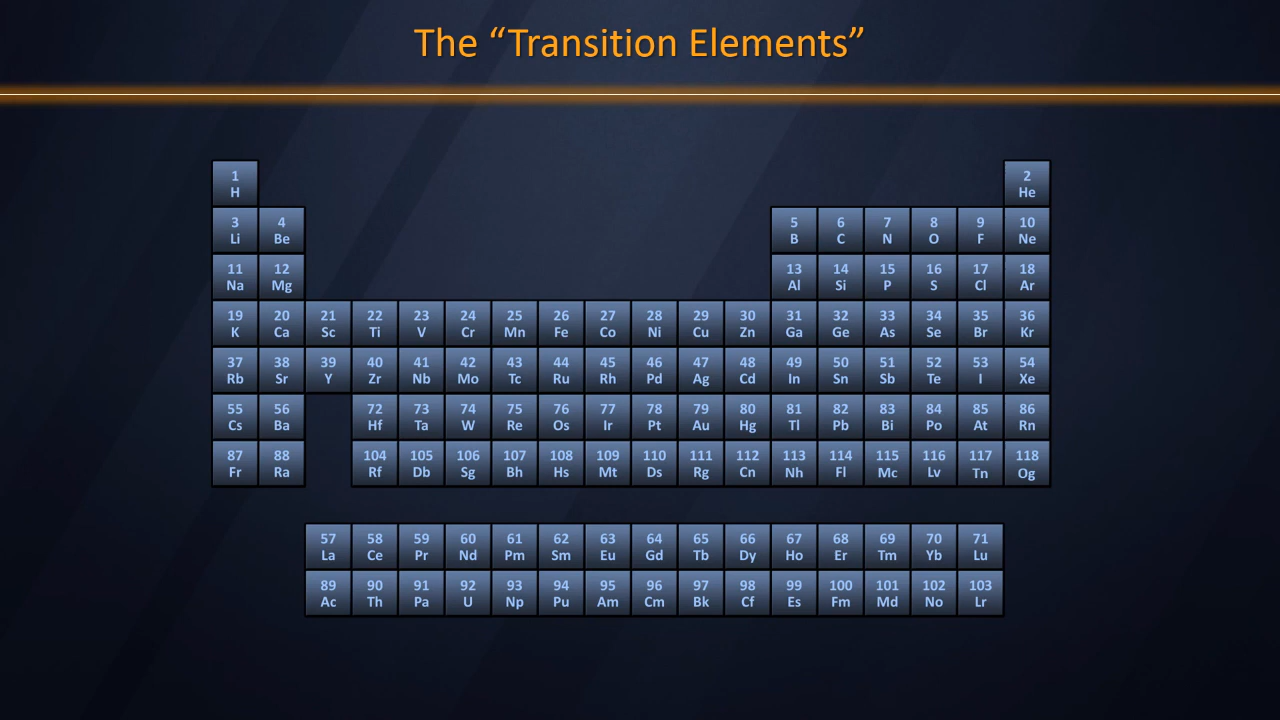 The “Transition Elements”
1 2
H He
3 4 5 6 7 8 9 10
Li Be B C N O F Ne
11 12 13 14 15 16 17 18
Na Mg Al Si P S Cl Ar
19 20 21 22 23 24 25 26 27 28 29 30 31 32 33 34 35 36
K Ca Sc Ti V Cr Mn Fe Co Ni Cu Zn Ga Ge As Se Br Kr
37 38 39 40 41 42 43 44 45 46 47 48 49 50 51 52 53 54
Rb Sr Y Zr Nb Mo Tc Ru Rh Pd Ag Cd In Sn Sb Te I Xe
55 56 72 73 74 75 76 77 78 79 80 81 82 83 84 85 86
Cs Ba Hf Ta W Re Os Ir Pt Au Hg Tl Pb Bi Po At Rn
87 88 104 105 106 107 108 109 110 111 112 113 114 115 116 117 118
Fr Ra Rf Db Sg Bh Hs Mt Ds Rg Cn Nh Fl Mc Lv Tn Og
57 58 59 60 61 62 63 64 65 66 67 68 69 70 71
La Ce Pr Nd Pm Sm Eu Gd Tb Dy Ho Er Tm Yb Lu
89 90 91 92 93 94 95 96 97 98 99 100 101 102 103
Ac Th Pa U Np Pu Am Cm Bk Cf Es Fm Md No Lr